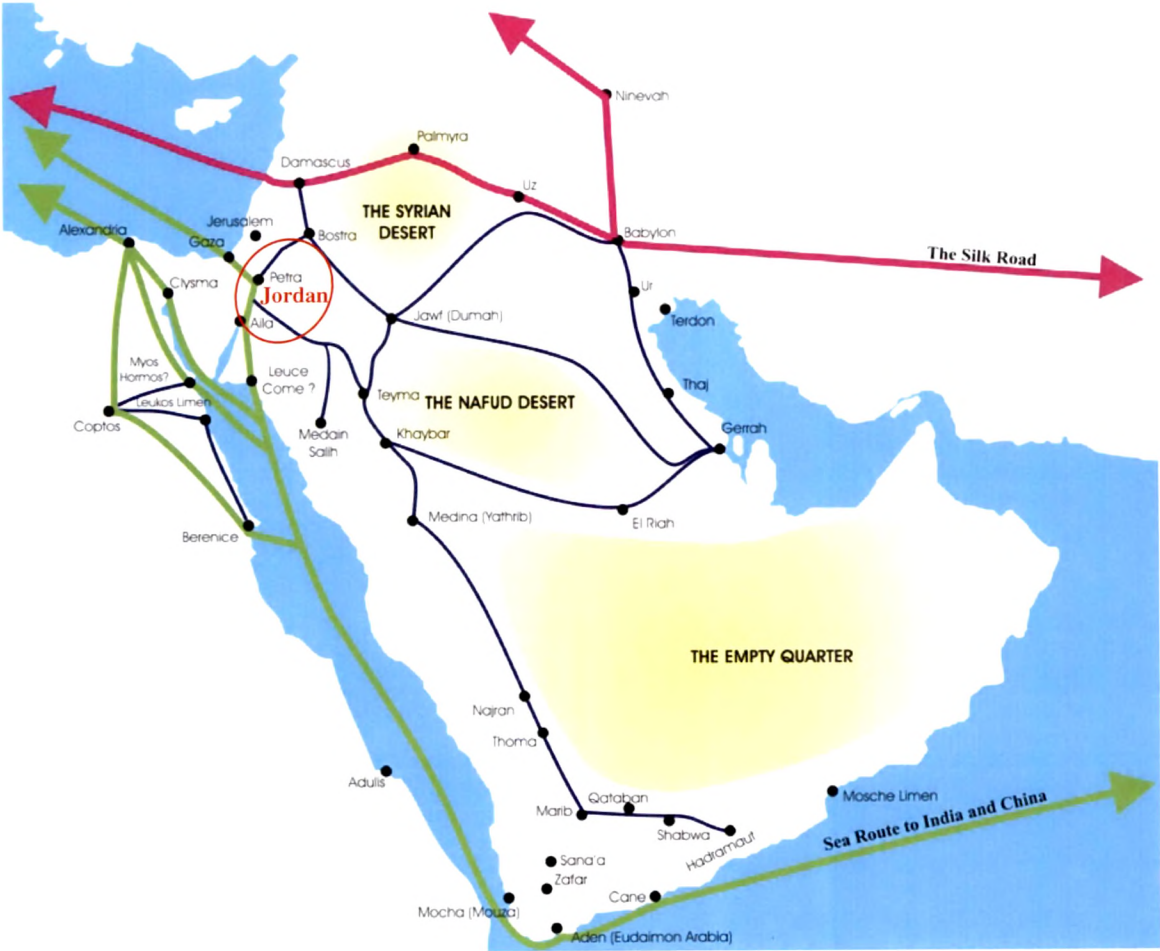 Ninevah
Palmyra
Damascus
Uz
THE SYRIAN
DESERT
Jerusalem
Alexandria
Gaza
Bostra
Babylon
The Silk Road
Clysma
Petra
Jordan
Ur
Aila
Jawf (Dumah)
Terdon
Myos
Hormos?
Leuce
Come ?
Teyma
THE NAFUD DESERT
Thaj
Leukos Limen
Coptos
Medain
Salih
Khaybar
Gerrah
Medina (Yathrib)
El Riah
Berenice
THE EMPTY QUARTER
Najran
Thoma
Adulis
Marib
Qataban
Shabwa
Hadramaut
Mosche Limen
Sea Route to India and China
Sana'a
Zafar
Cane
Mocha (Mouza)
Aden (Eudaimon Arabia)